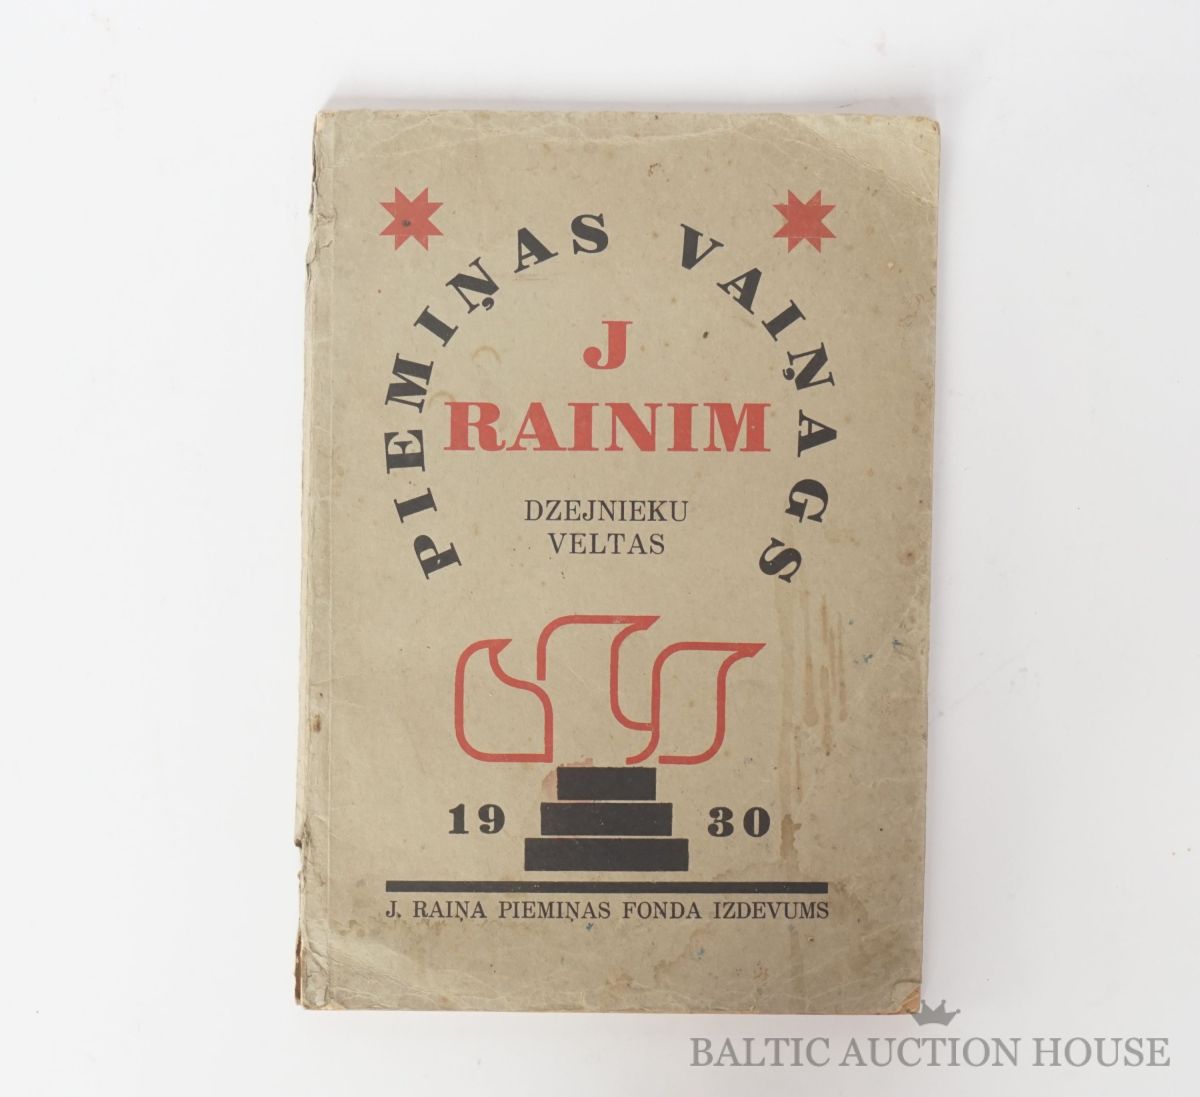 PIEMIŅAS VAIŅAGS
J
RAINIM
DZEJNIEKU
VELTAS
19 30
J. RAIŅA PIEMIŅAS FONDA IZDEVUMS
BALTIC AUCTION HOUSE